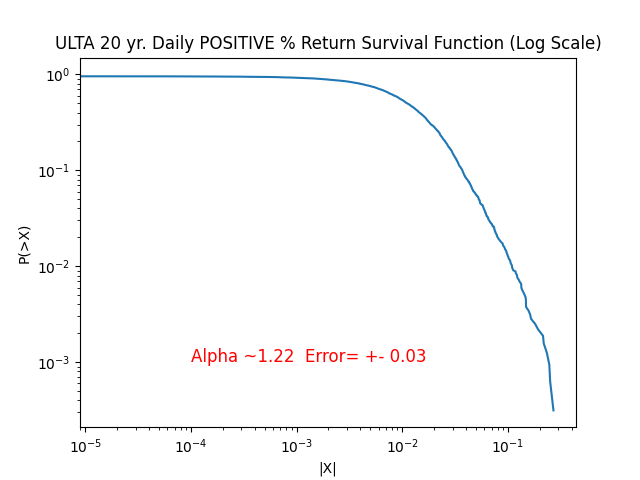 ULTA 20 yr. Daily POSITIVE % Return Survival Function (Log Scale)
10⁰
10⁻¹
10⁻²
10⁻³
P(>X)
Alpha ~1.22  Error= +- 0.03
10⁻⁵ 10⁻⁴ 10⁻³ 10⁻² 10⁻¹
|X|